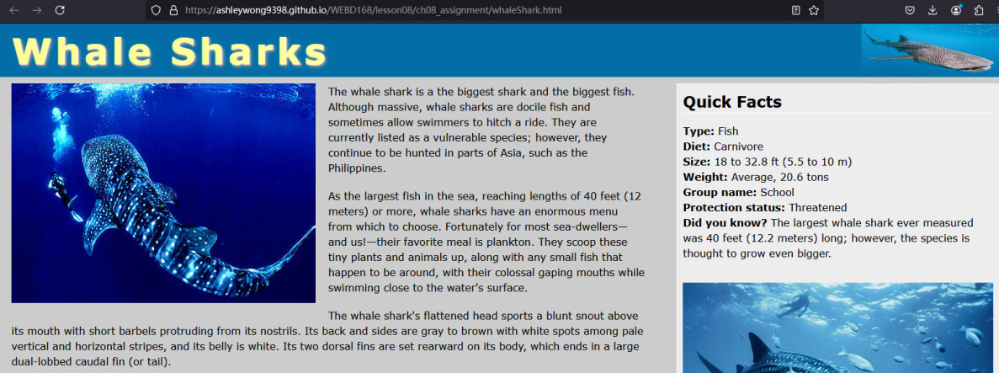 https://ashleywong9398.github.io/WEBD168/lesson08/ch08_assignment/whaleShark.html
Whale Sharks
The whale shark is a the biggest shark and the biggest fish.
Although massive, whale sharks are docile fish and
sometimes allow swimmers to hitch a ride. They are
currently listed as a vulnerable species; however, they
continue to be hunted in parts of Asia, such as the
Philippines.
As the largest fish in the sea, reaching lengths of 40 feet (12
meters) or more, whale sharks have an enormous menu
from which to choose. Fortunately for most sea-dwellers—
and us!—their favorite meal is plankton. They scoop these
tiny plants and animals up, along with any small fish that
happen to be around, with their colossal gaping mouths while
swimming close to the water's surface.
The whale shark's flattened head sports a blunt snout above
its mouth with short barbels protruding from its nostrils. Its back and sides are gray to brown with white spots among pale
vertical and horizontal stripes, and its belly is white. Its two dorsal fins are set rearward on its body, which ends in a large
dual-lobbed caudal fin (or tail).
Quick Facts
Type: Fish
Diet: Carnivore
Size: 18 to 32.8 ft (5.5 to 10 m)
Weight: Average, 20.6 tons
Group name: School
Protection status: Threatened
Did you know? The largest whale shark ever measured
was 40 feet (12.2 meters) long; however, the species is
thought to grow even bigger.